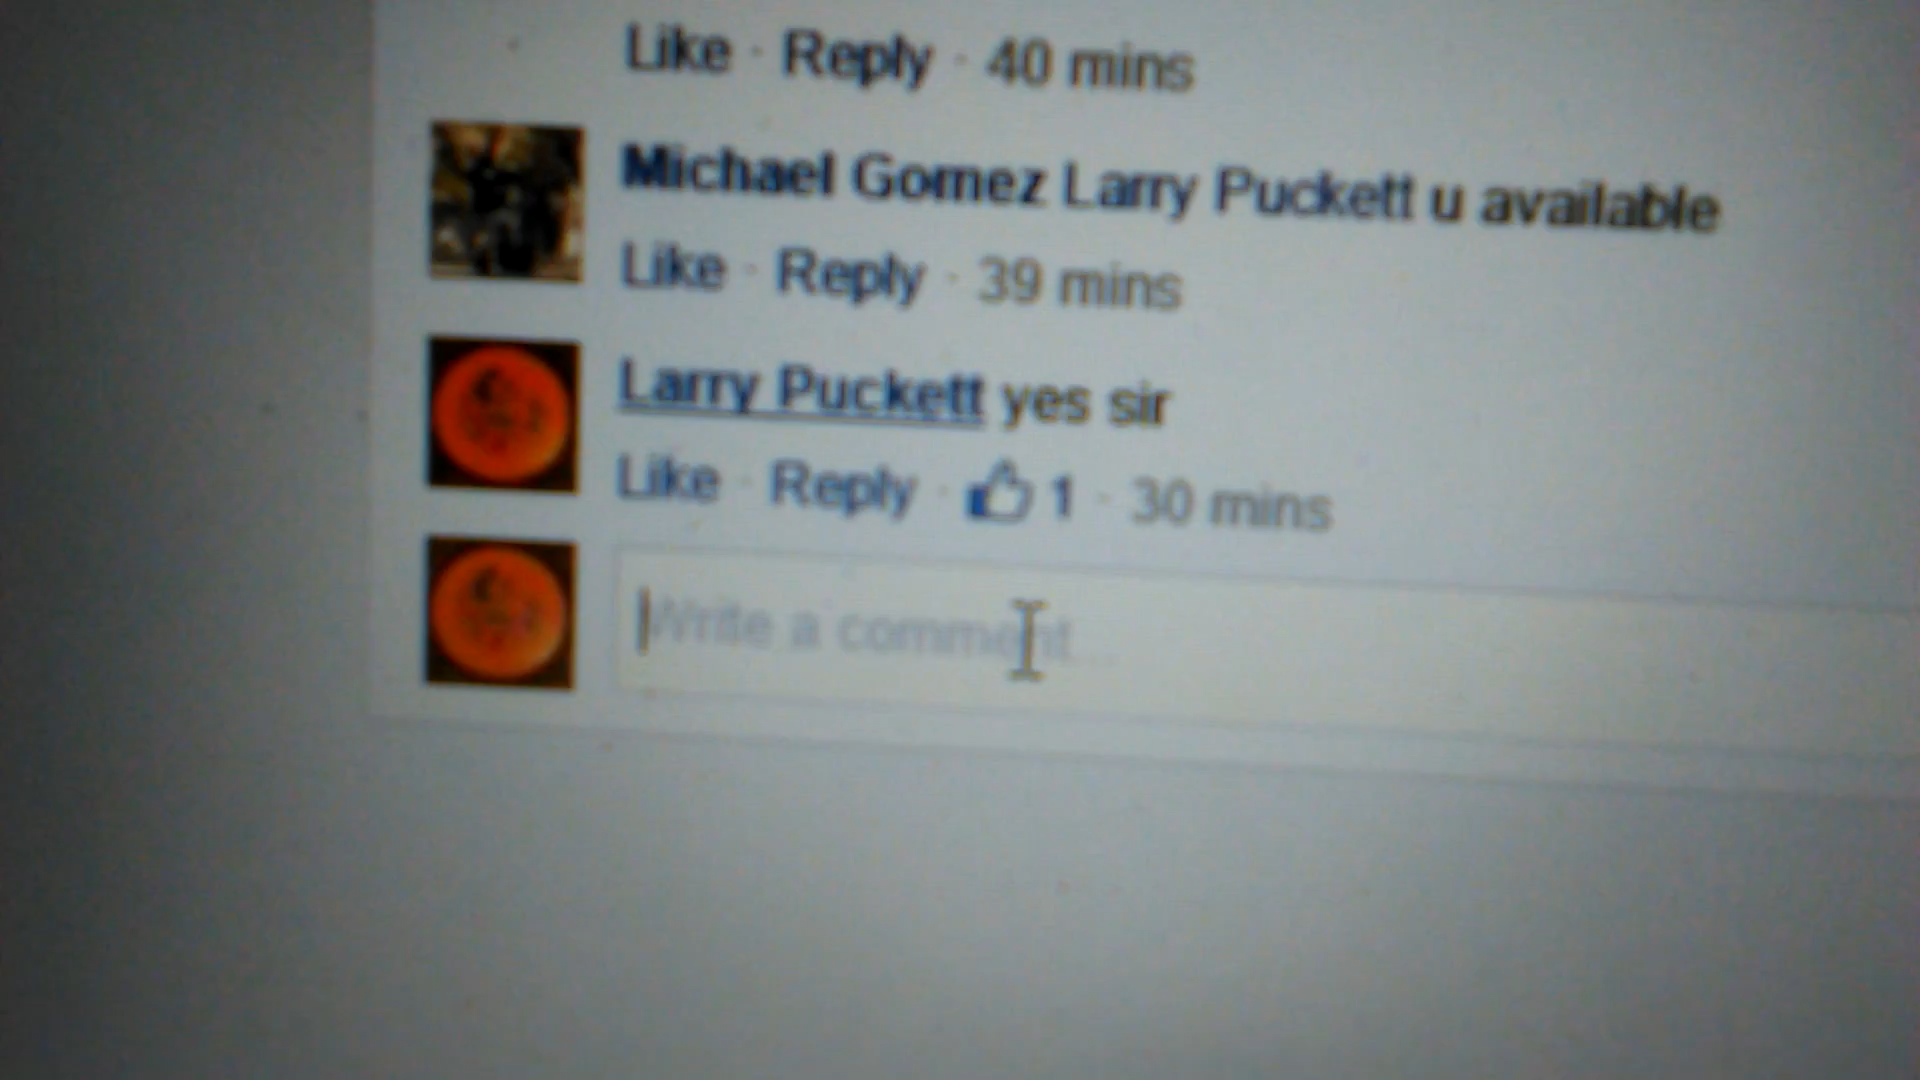 Like · Reply · 40 mins
Michael Gomez Larry Puckett u available
Like · Reply · 39 mins
Larry Puckett yes sir
Like · Reply · 1 · 30 mins
Write a comment...